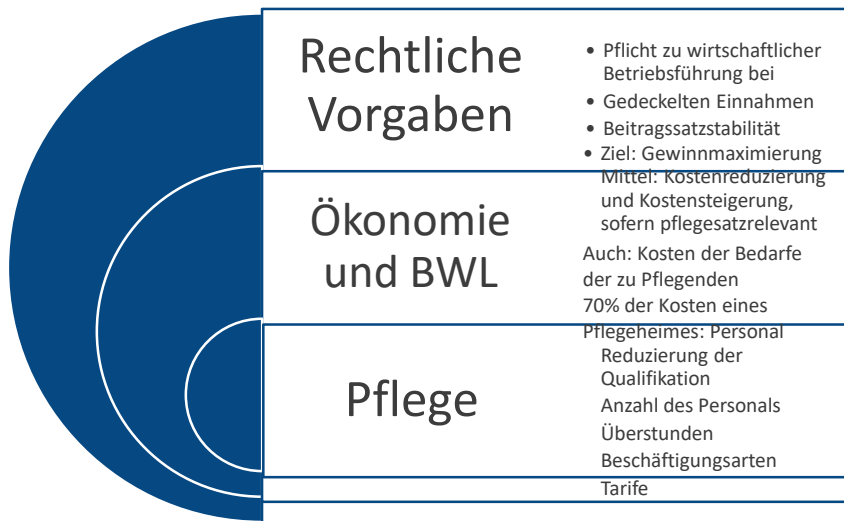 Rechtliche
Vorgaben
• Pflicht zu wirtschaftlicher
Betriebsführung bei
• Gedeckelten Einnahmen
• Beitragssatzstabilität
• Ziel: Gewinnmaximierung
Mittel: Kostenreduzierung
und Kostensteigerung,
sofern pflegesatzrelevant
Ökonomie
und BWL
Auch: Kosten der Bedarfe
der zu Pflegenden
70% der Kosten eines
Pflegeheimes: Personal
Pflege
Reduzierung der
Qualifikation
Anzahl des Personals
Überstunden
Beschäftigungsarten
Tarife